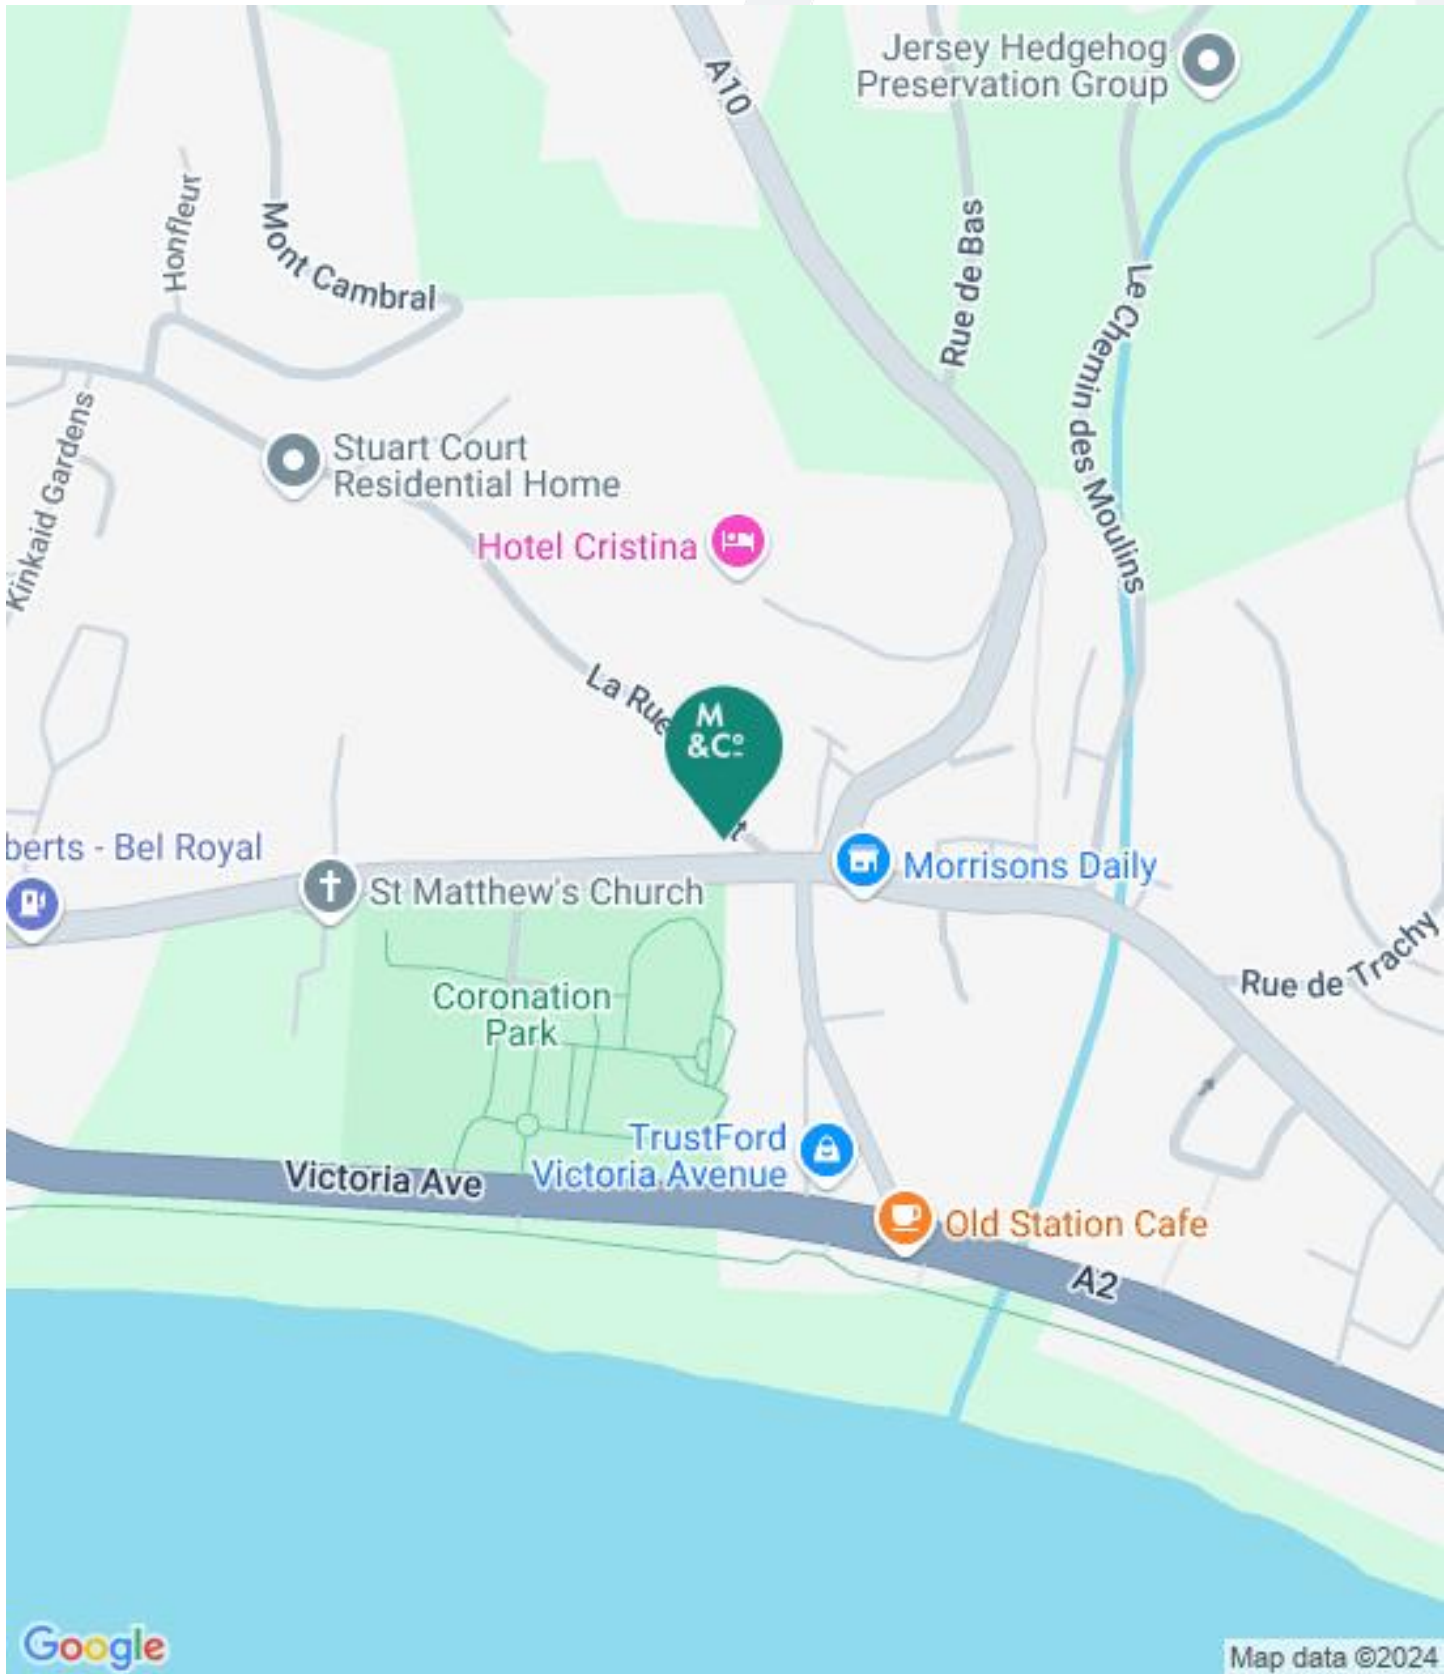 Jersey Hedgehog
Preservation Group
A10
Honfleur
Mont Cambral
Rue de Bas
Le Chemin des Moulins
Kinkaid Gardens
Stuart Court
Residential Home
Hotel Cristina
La Rue
M
&Cº
berts - Bel Royal
St Matthew's Church
Morrisons Daily
Rue de Trachy
Coronation
Park
TrustFord
Victoria Avenue
Victoria Ave
Old Station Cafe
A2
Google
Map data ©2024